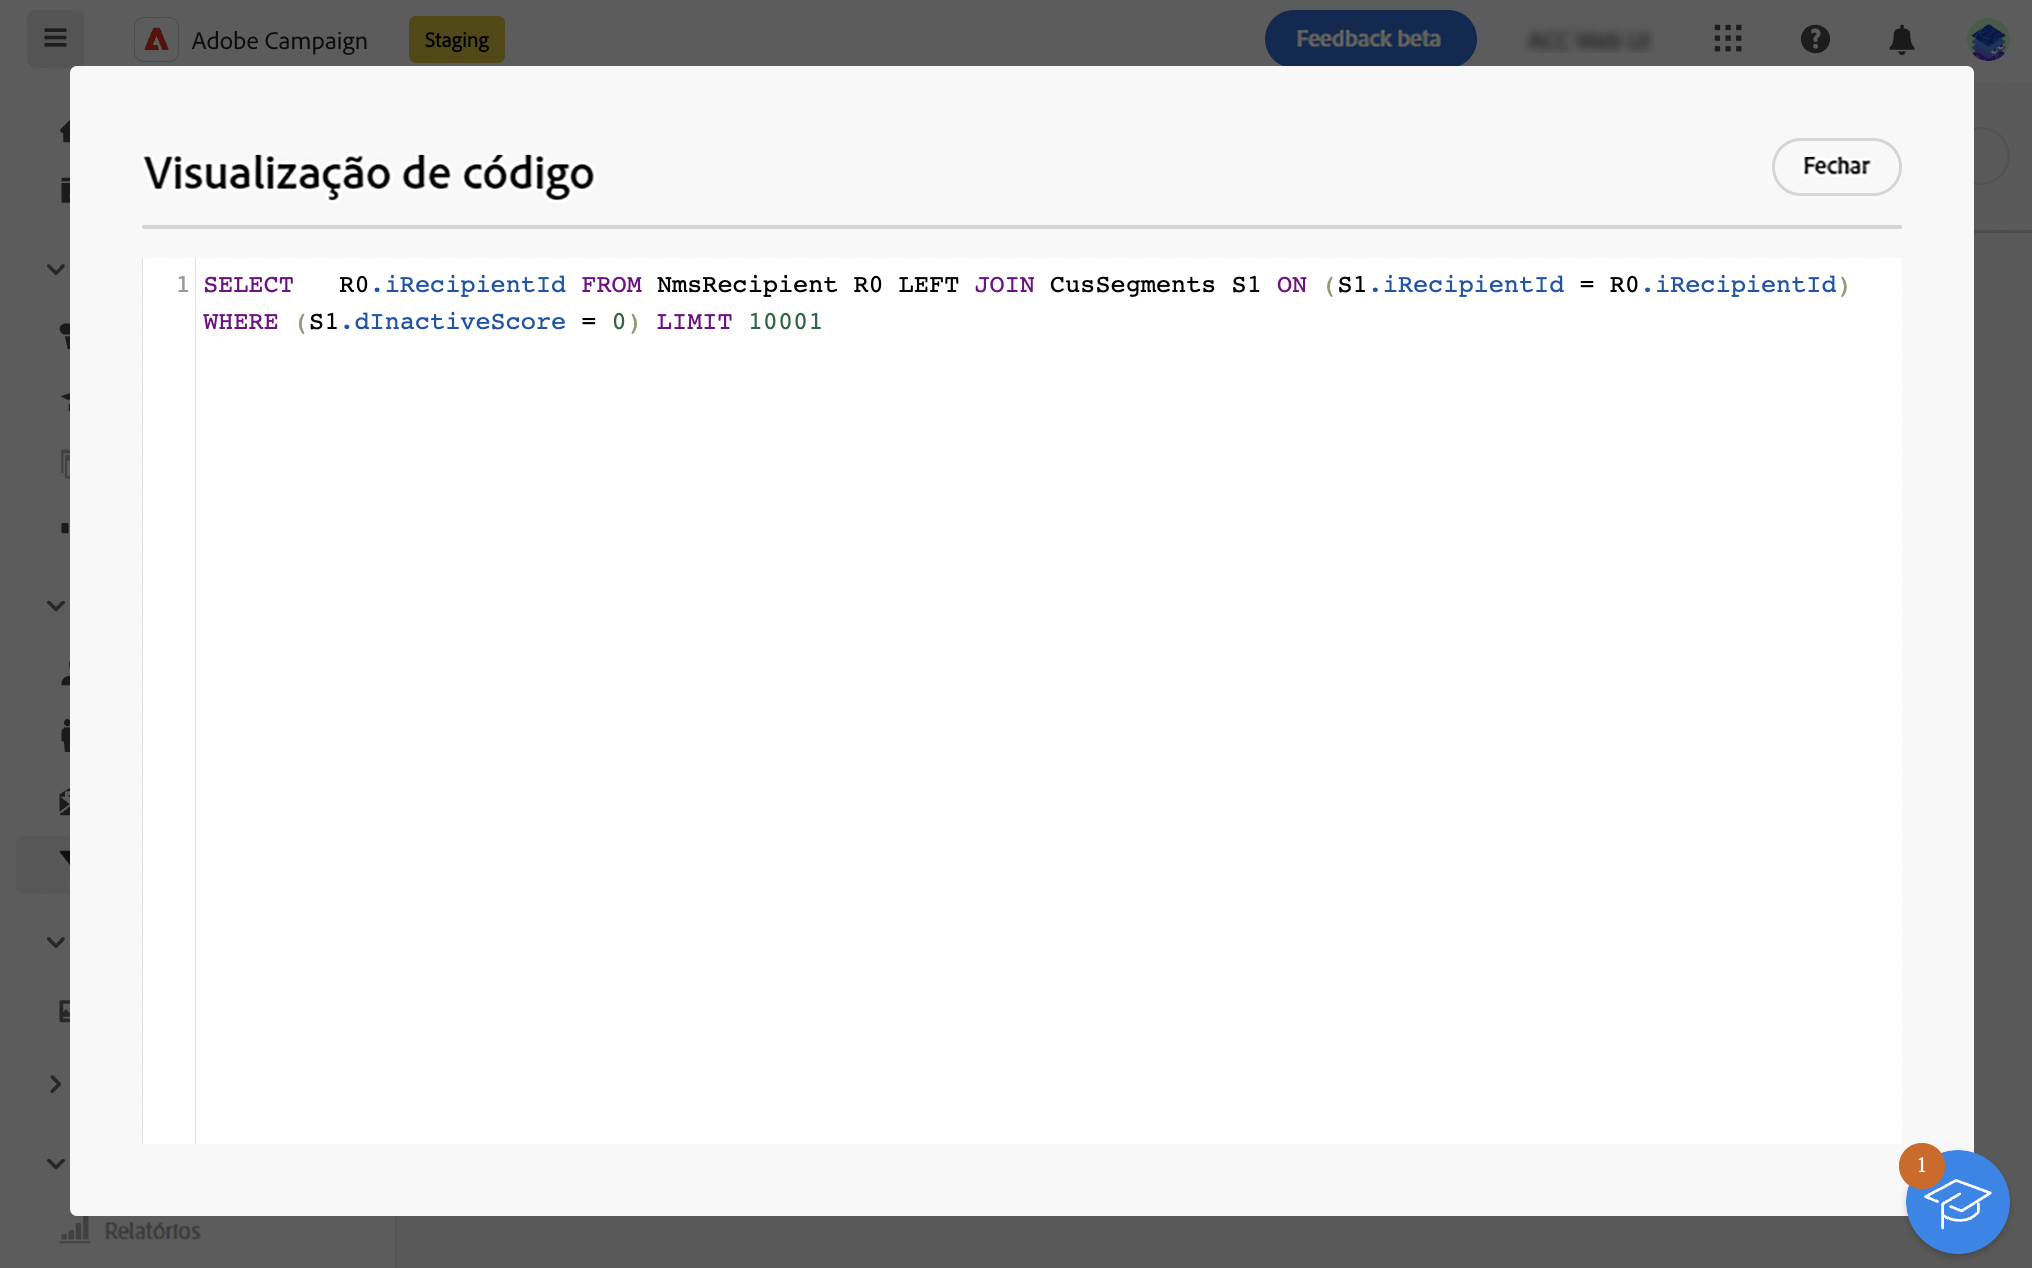 Adobe Campaign
Staging
Feedback beta
Visualização de código
Fechar
1 SELECT   R0.iRecipientId FROM NmsRecipient R0 LEFT JOIN CusSegments S1 ON (S1.iRecipientId = R0.iRecipientId)
WHERE (S1.dInactiveScore = 0) LIMIT 10001
1
Relatórios